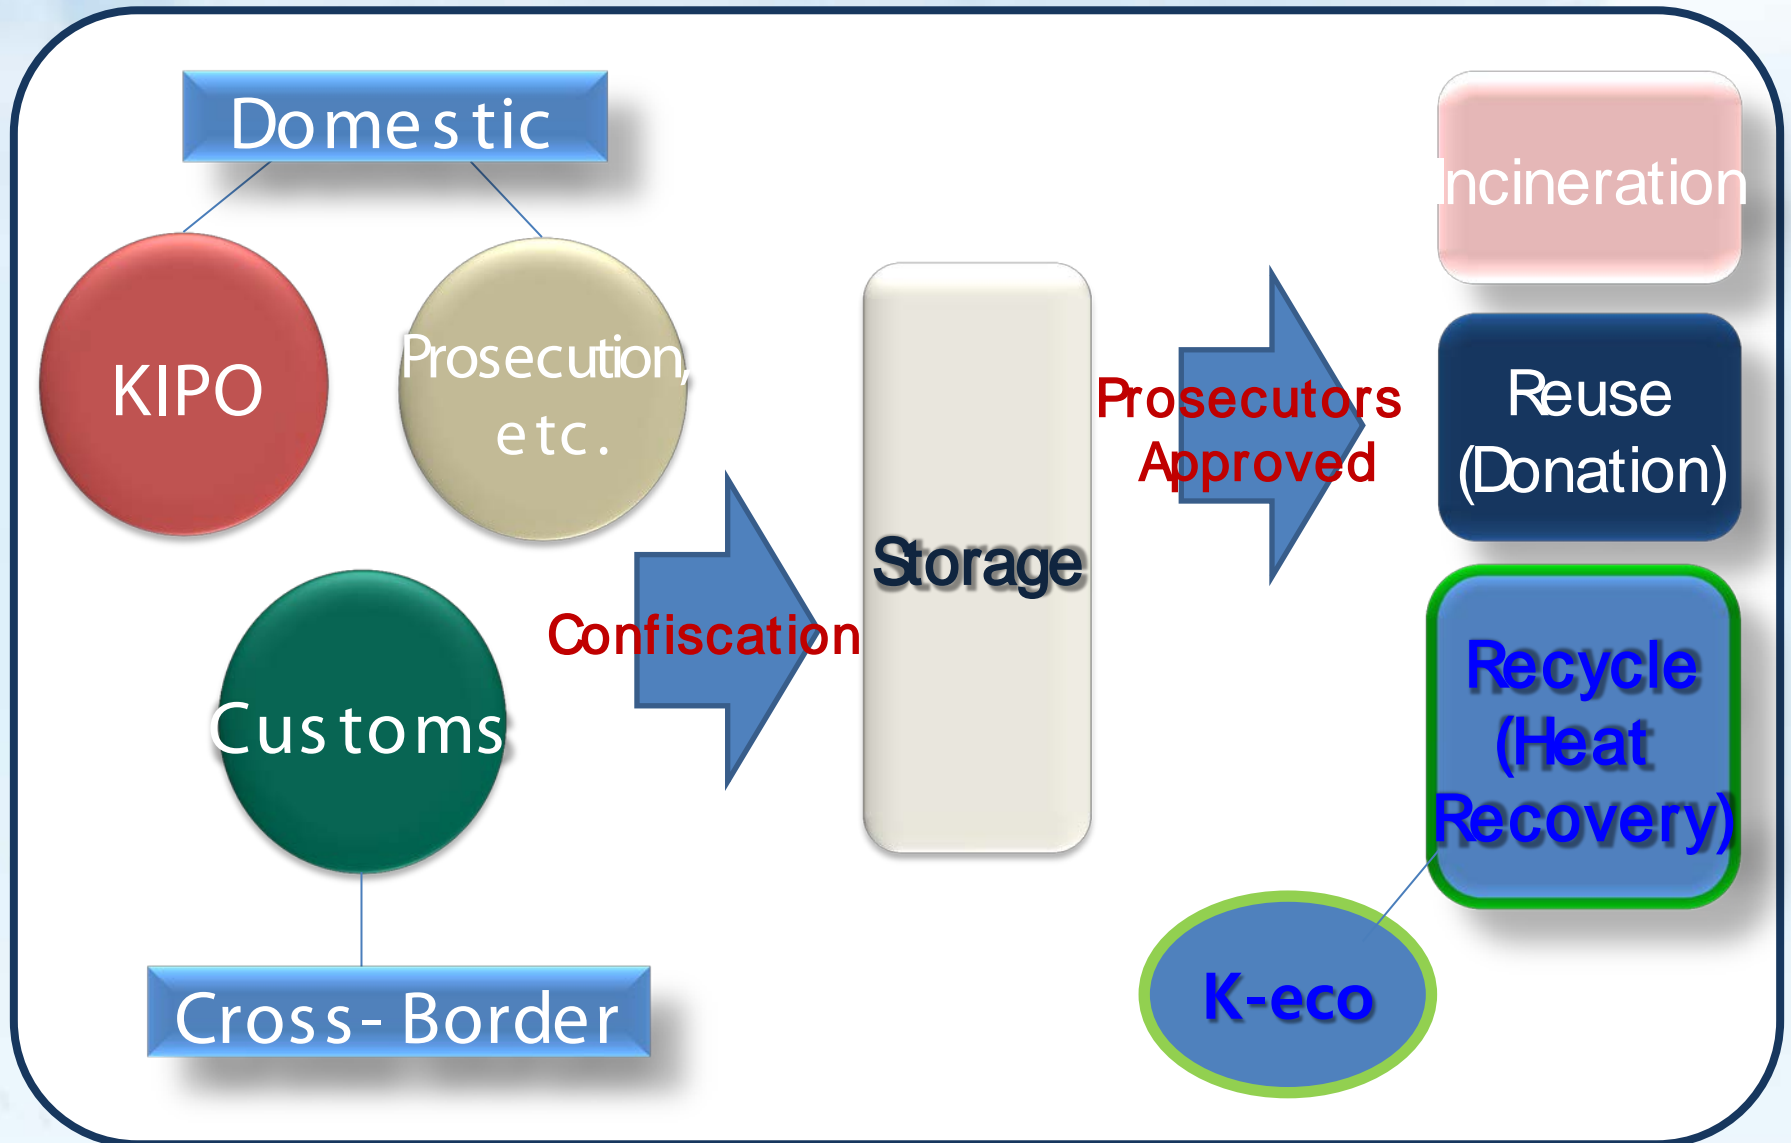 Domestic
KIPO
Prosecution,
etc.
Customs
Cross-Border
Confiscation
Storage
Prosecutors
Approved
Incineration
Reuse
(Donation)
Recycle
(Heat
Recovery)
K-eco